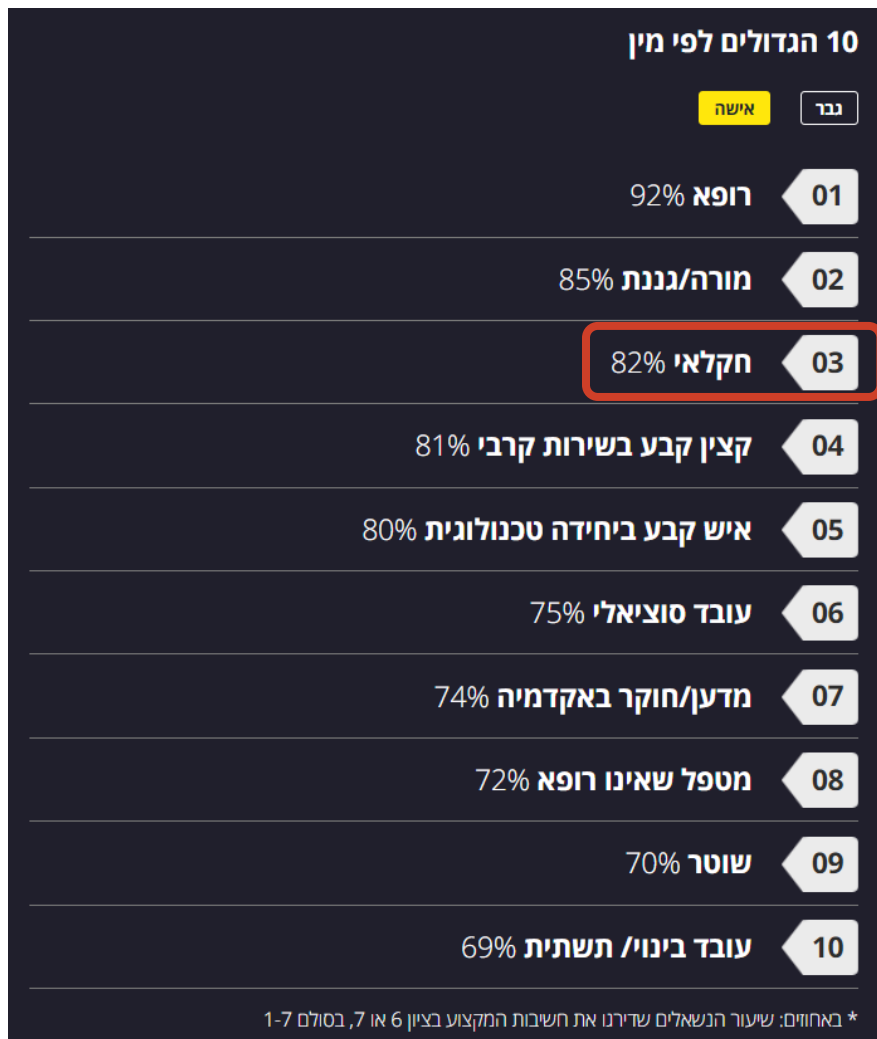 10 הגדולים לפי מין
גבר אישה
01 רופא 92%
02 מורה/גננת 85%
03 חקלאי 82%
04 קצין קבע בשירות קרבי 81%
05 איש קבע ביחידה טכנולוגית 80%
06 עובד סוציאלי 75%
07 מדען/חוקר באקדמיה 74%
08 מטפל שאינו רופא 72%
09 שוטר 70%
10 עובד בינוי/ תשתית 69%
* באחוזים: שיעור הנשאלים שדירגו את חשיבות המקצוע בציון 6 או 7, בסולם 1-7